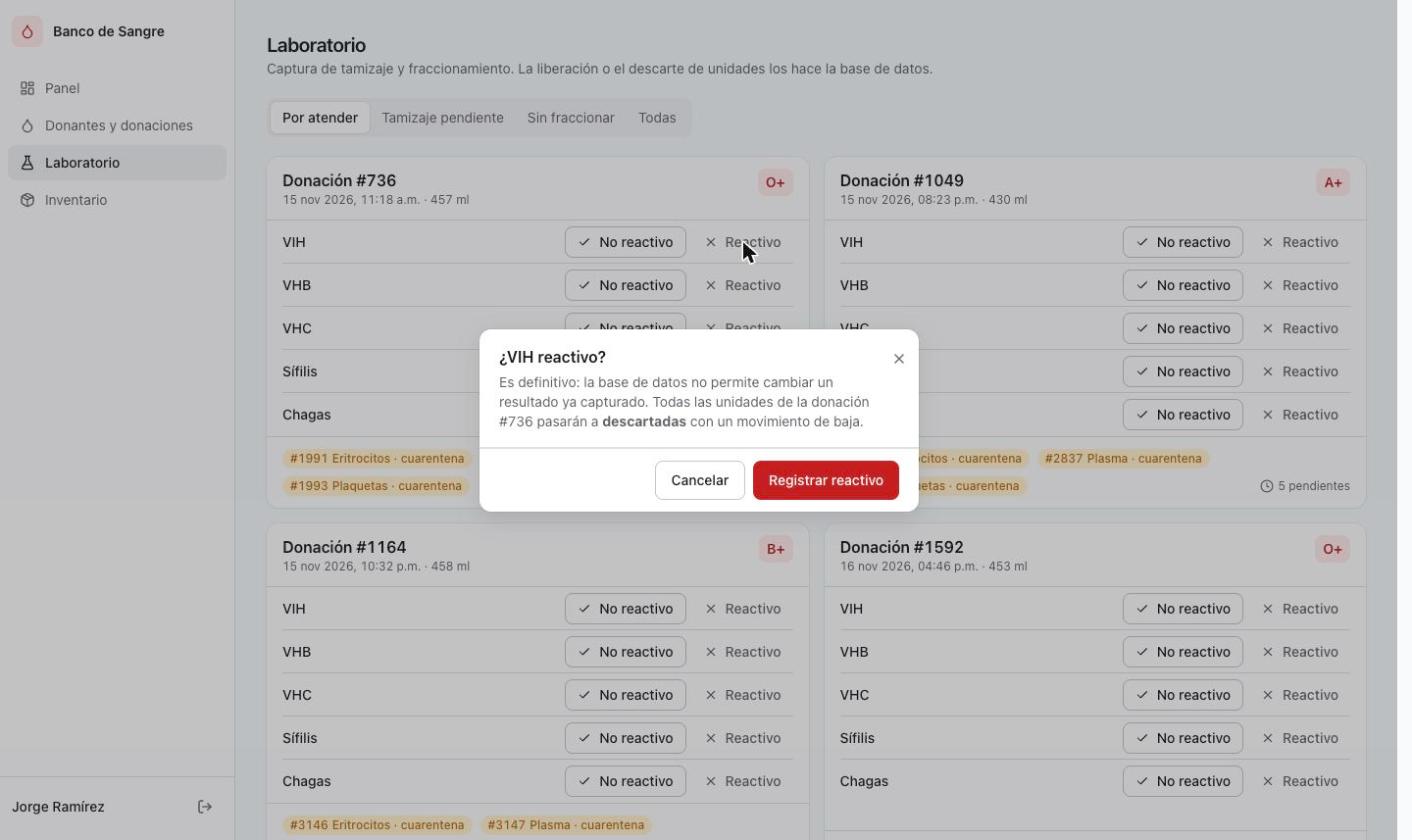 Banco de Sangre
Panel
Donantes y donaciones
Laboratorio
Inventario
Jorge Ramírez
Laboratorio
Captura de tamizaje y fraccionamiento. La liberación o el descarte de unidades los hace la base de datos.
Por atender Tamizaje pendiente Sin fraccionar Todas
Donación #736 O+
15 nov 2026, 11:18 a.m. · 457 ml
VIH No reactivo Reactivo
VHB No reactivo Reactivo
VHC No reactivo Reactivo
Sífilis
Chagas
#1991 Eritrocitos · cuarentena
#1993 Plaquetas · cuarentena
Donación #1049 A+
15 nov 2026, 08:23 p.m. · 430 ml
VIH No reactivo Reactivo
VHB No reactivo Reactivo
VHC No reactivo Reactivo
No reactivo Reactivo
No reactivo Reactivo
· cuarentena #2837 Plasma · cuarentena
· cuarentena 5 pendientes
¿VIH reactivo?
Es definitivo: la base de datos no permite cambiar un
resultado ya capturado. Todas las unidades de la donación
#736 pasarán a descartadas con un movimiento de baja.
Cancelar Registrar reactivo
Donación #1164 B+
15 nov 2026, 10:32 p.m. · 458 ml
VIH No reactivo Reactivo
VHB No reactivo Reactivo
VHC No reactivo Reactivo
Sífilis No reactivo Reactivo
Chagas No reactivo Reactivo
#3146 Eritrocitos · cuarentena #3147 Plasma · cuarentena
Donación #1592 O+
16 nov 2026, 04:46 p.m. · 453 ml
VIH No reactivo Reactivo
VHB No reactivo Reactivo
VHC No reactivo Reactivo
Sífilis No reactivo Reactivo
Chagas No reactivo Reactivo